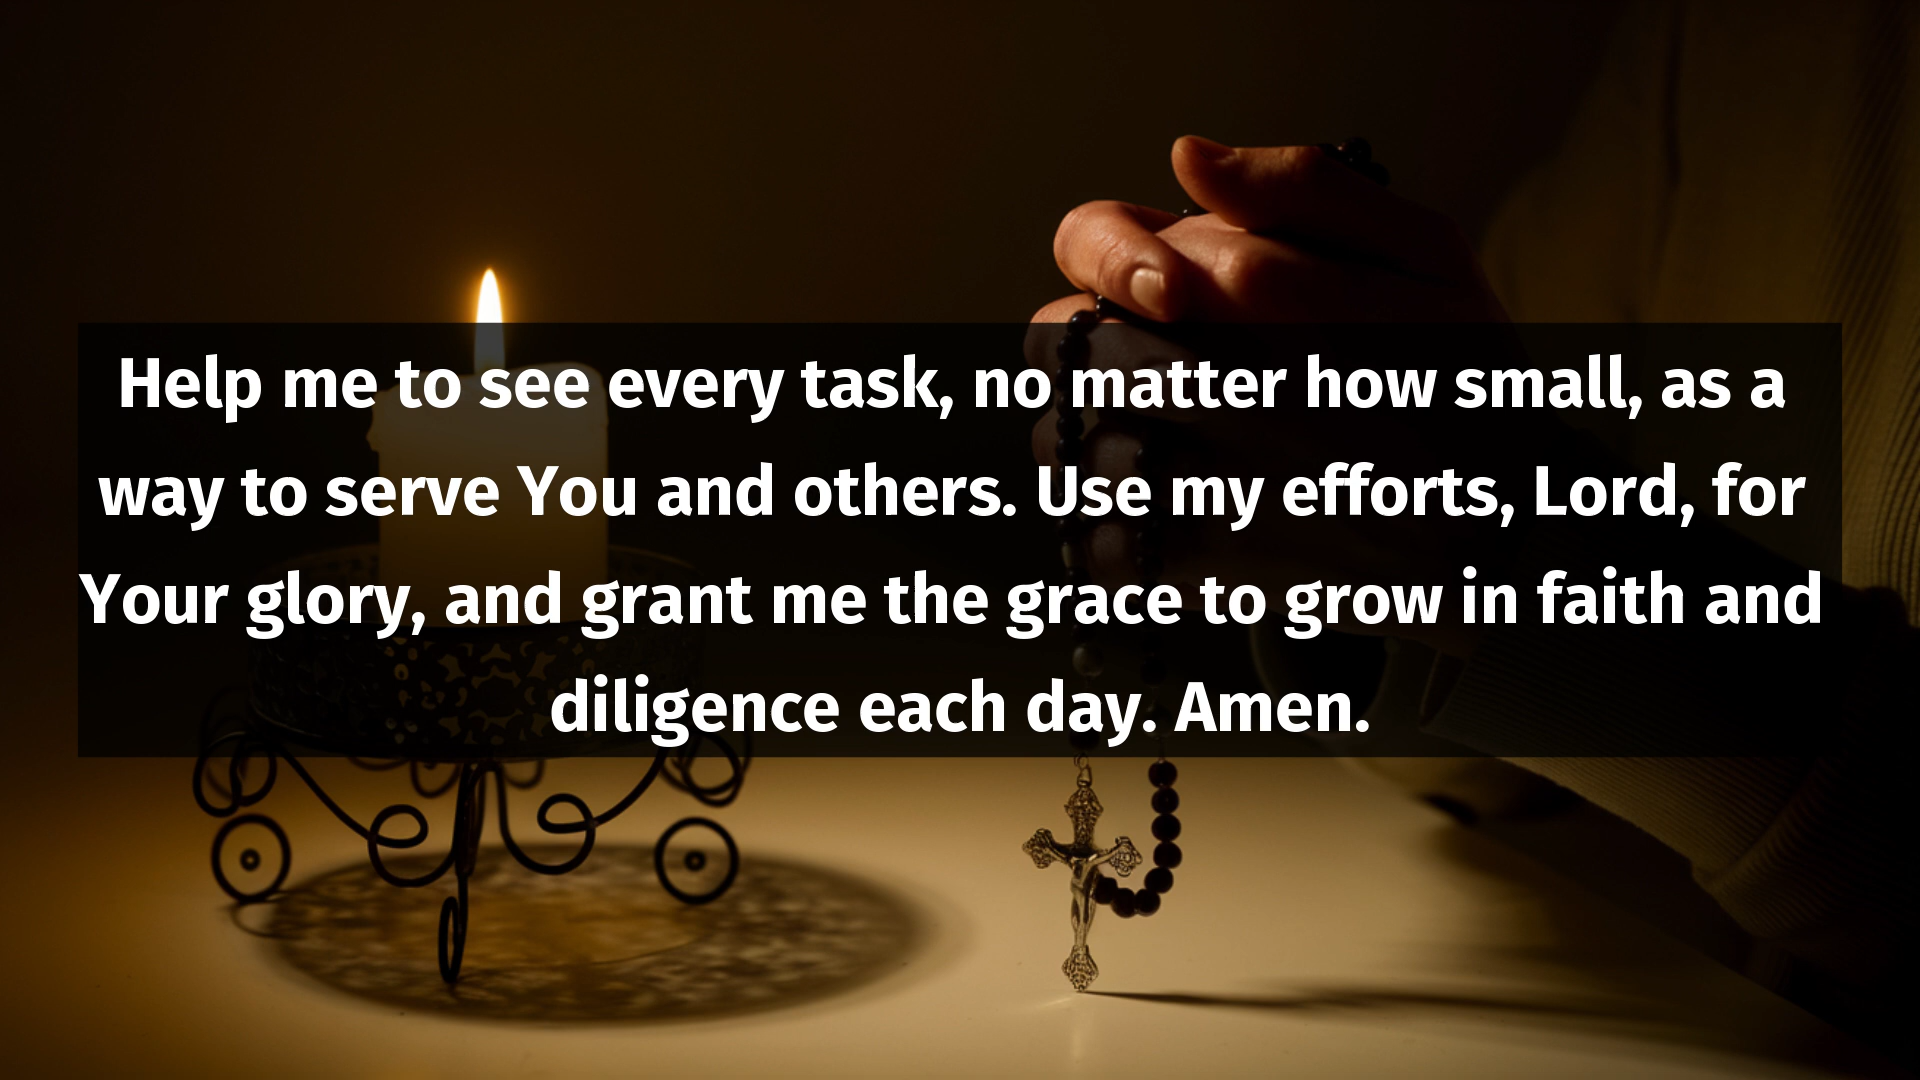 Help me to see every task, no matter how small, as a
way to serve You and others. Use my efforts, Lord, for
Your glory, and grant me the grace to grow in faith and
diligence each day. Amen.